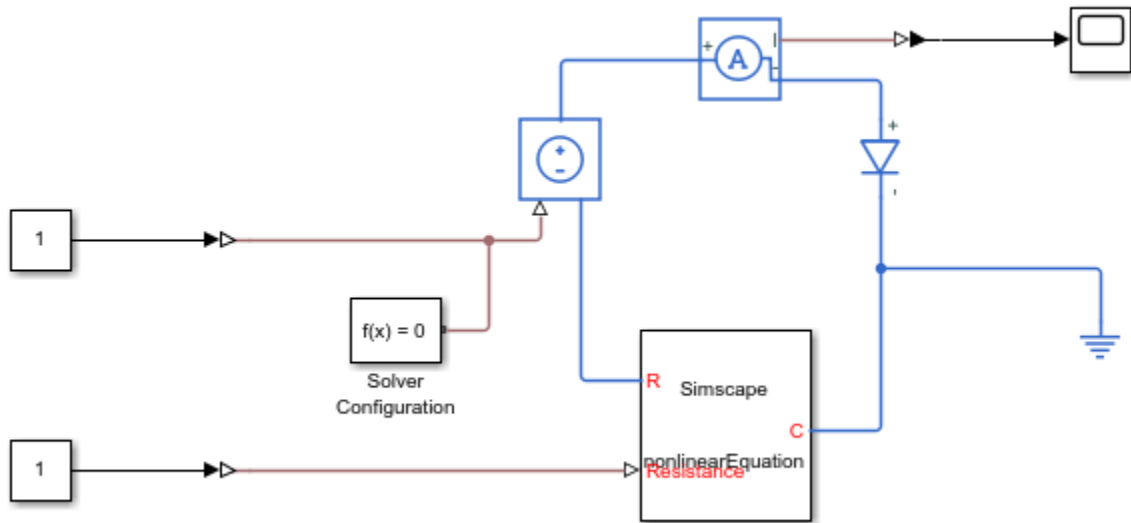 +
A
I
-
+
-
+
-
1
f(x) = 0
Solver
Configuration
R
Simscape
C
nonlinearEquation
1
Resistance